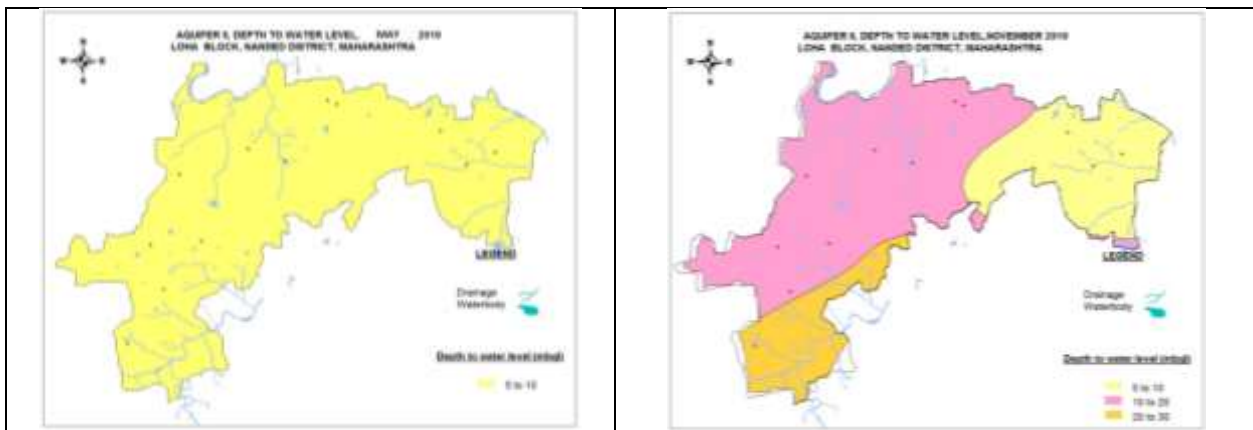 AQUIFER II, DEPTH TO WATER LEVEL, MAY 2019
LOHA BLOCK, NANDED DISTRICT, MAHARASHTRA
N
W
E
S
LEGEND
Drainage
Waterbody
Depth to water level (mbgl)
5 to 10
AQUIFER II, DEPTH TO WATER LEVEL,NOVEMBER 2019
LOHA BLOCK, NANDED DISTRICT, MAHARASHTRA
N
W
E
S
LEGEND
Drainage
Waterbody
Depth to water level (mbgl)
5 to 10
10 to 20
20 to 30